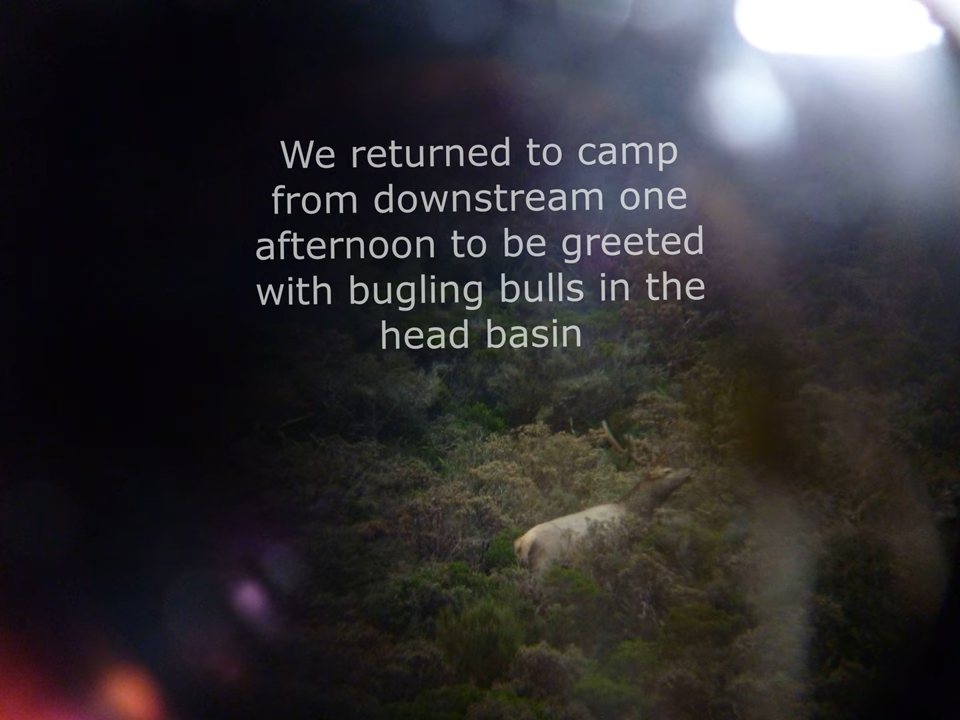 We returned to camp
from downstream one
afternoon to be greeted
with bugling bulls in the
head basin